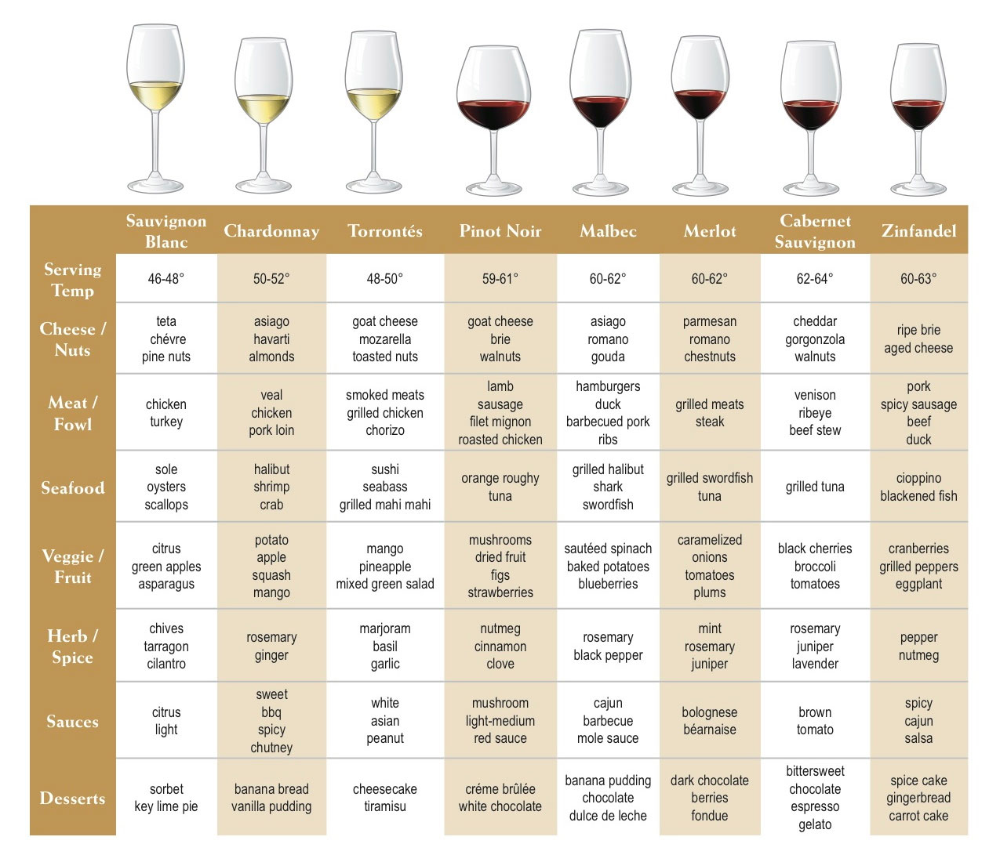 Sauvignon
Blanc
Chardonnay
Torrontés
Pinot Noir
Malbec
Merlot
Cabernet
Sauvignon
Zinfandel
Serving
Temp
46-48°
50-52°
48-50°
59-61°
60-62°
60-62°
62-64°
60-63°
Cheese /
Nuts
teta
chévre
pine nuts
asiago
havarti
almonds
goat cheese
mozarella
toasted nuts
goat cheese
brie
walnuts
asiago
romano
gouda
parmesan
romano
chestnuts
cheddar
gorgonzola
walnuts
ripe brie
aged cheese
Meat /
Fowl
chicken
turkey
veal
chicken
pork loin
smoked meats
grilled chicken
chorizo
lamb
sausage
filet mignon
roasted chicken
hamburgers
duck
barbecued pork
ribs
grilled meats
steak
venison
ribeye
beef stew
pork
spicy sausage
beef
duck
Seafood
sole
oysters
scallops
halibut
shrimp
crab
sushi
seabass
grilled mahi mahi
orange roughy
tuna
grilled halibut
shark
swordfish
grilled swordfish
tuna
grilled tuna
cioppino
blackened fish
Veggie /
Fruit
citrus
green apples
asparagus
potato
apple
squash
mango
mango
pineapple
mixed green salad
mushrooms
dried fruit
figs
strawberries
sautéed spinach
baked potatoes
blueberries
caramelized
onions
tomatoes
plums
black cherries
broccoli
tomatoes
cranberries
grilled peppers
eggplant
Herb /
Spice
chives
tarragon
cilantro
rosemary
ginger
marjoram
basil
garlic
nutmeg
cinnamon
clove
rosemary
black pepper
mint
rosemary
juniper
rosemary
juniper
lavender
pepper
nutmeg
Sauces
citrus
light
sweet
bbq
spicy
chutney
white
asian
peanut
mushroom
light-medium
red sauce
cajun
barbecue
mole sauce
bolognese
béarnaise
brown
tomato
spicy
cajun
salsa
Desserts
sorbet
key lime pie
banana bread
vanilla pudding
cheesecake
tiramisu
créme brûlée
white chocolate
banana pudding
chocolate
dulce de leche
dark chocolate
berries
fondue
bittersweet
chocolate
espresso
gelato
spice cake
gingerbread
carrot cake